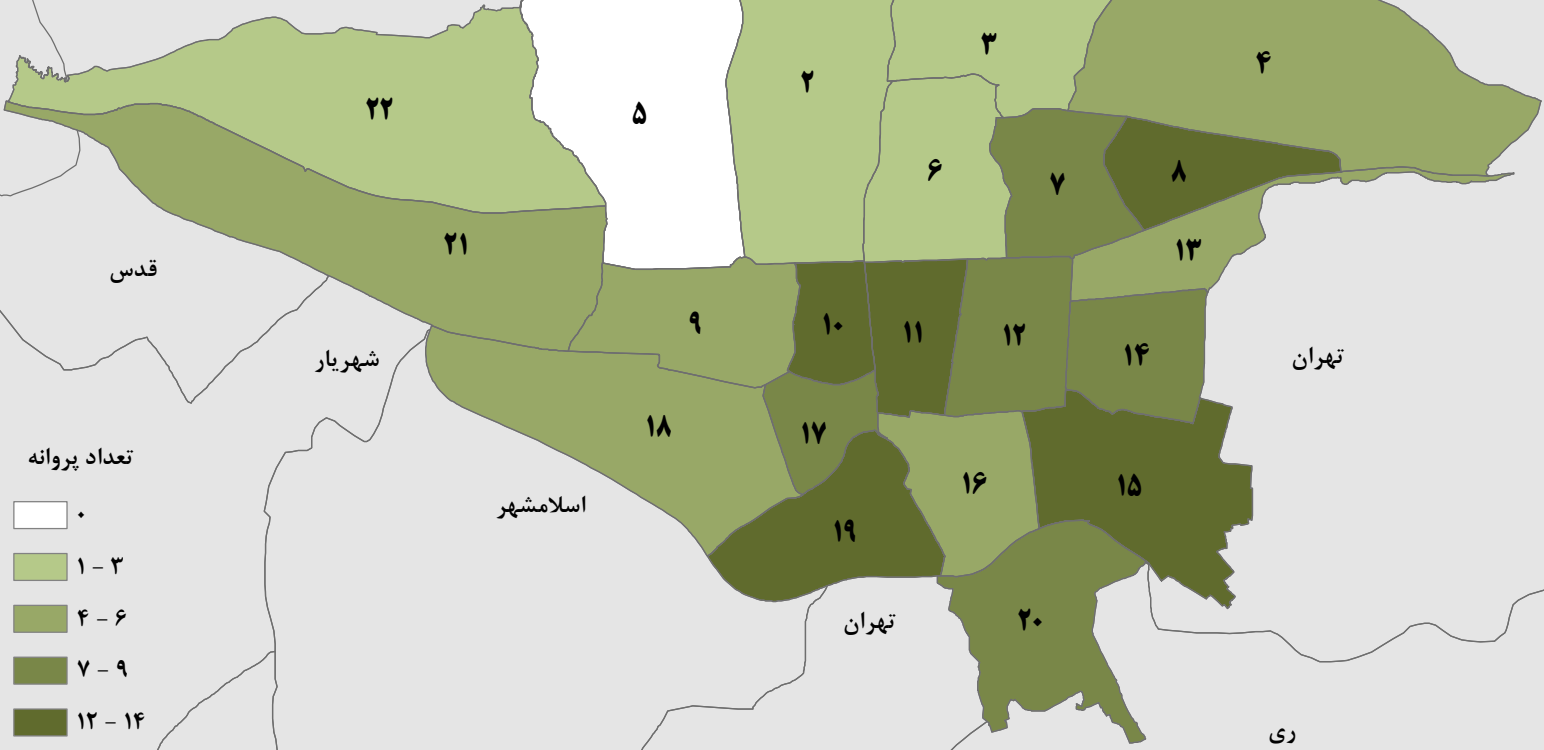 ۳
۴
۲
۲۲
۵
۶
۸
۷
۲۱
۱۳
قدس
۹
۱۰
۱۱
۱۲
۱۴
تهران
شهریار
۱۸
۱۷
۱۶
۱۵
تعداد پروانه
اسلامشهر
۱۹
۰
۱ – ۳
۴ – ۶
۷ – ۹
۱۲ – ۱۴
تهران
۲۰
ری